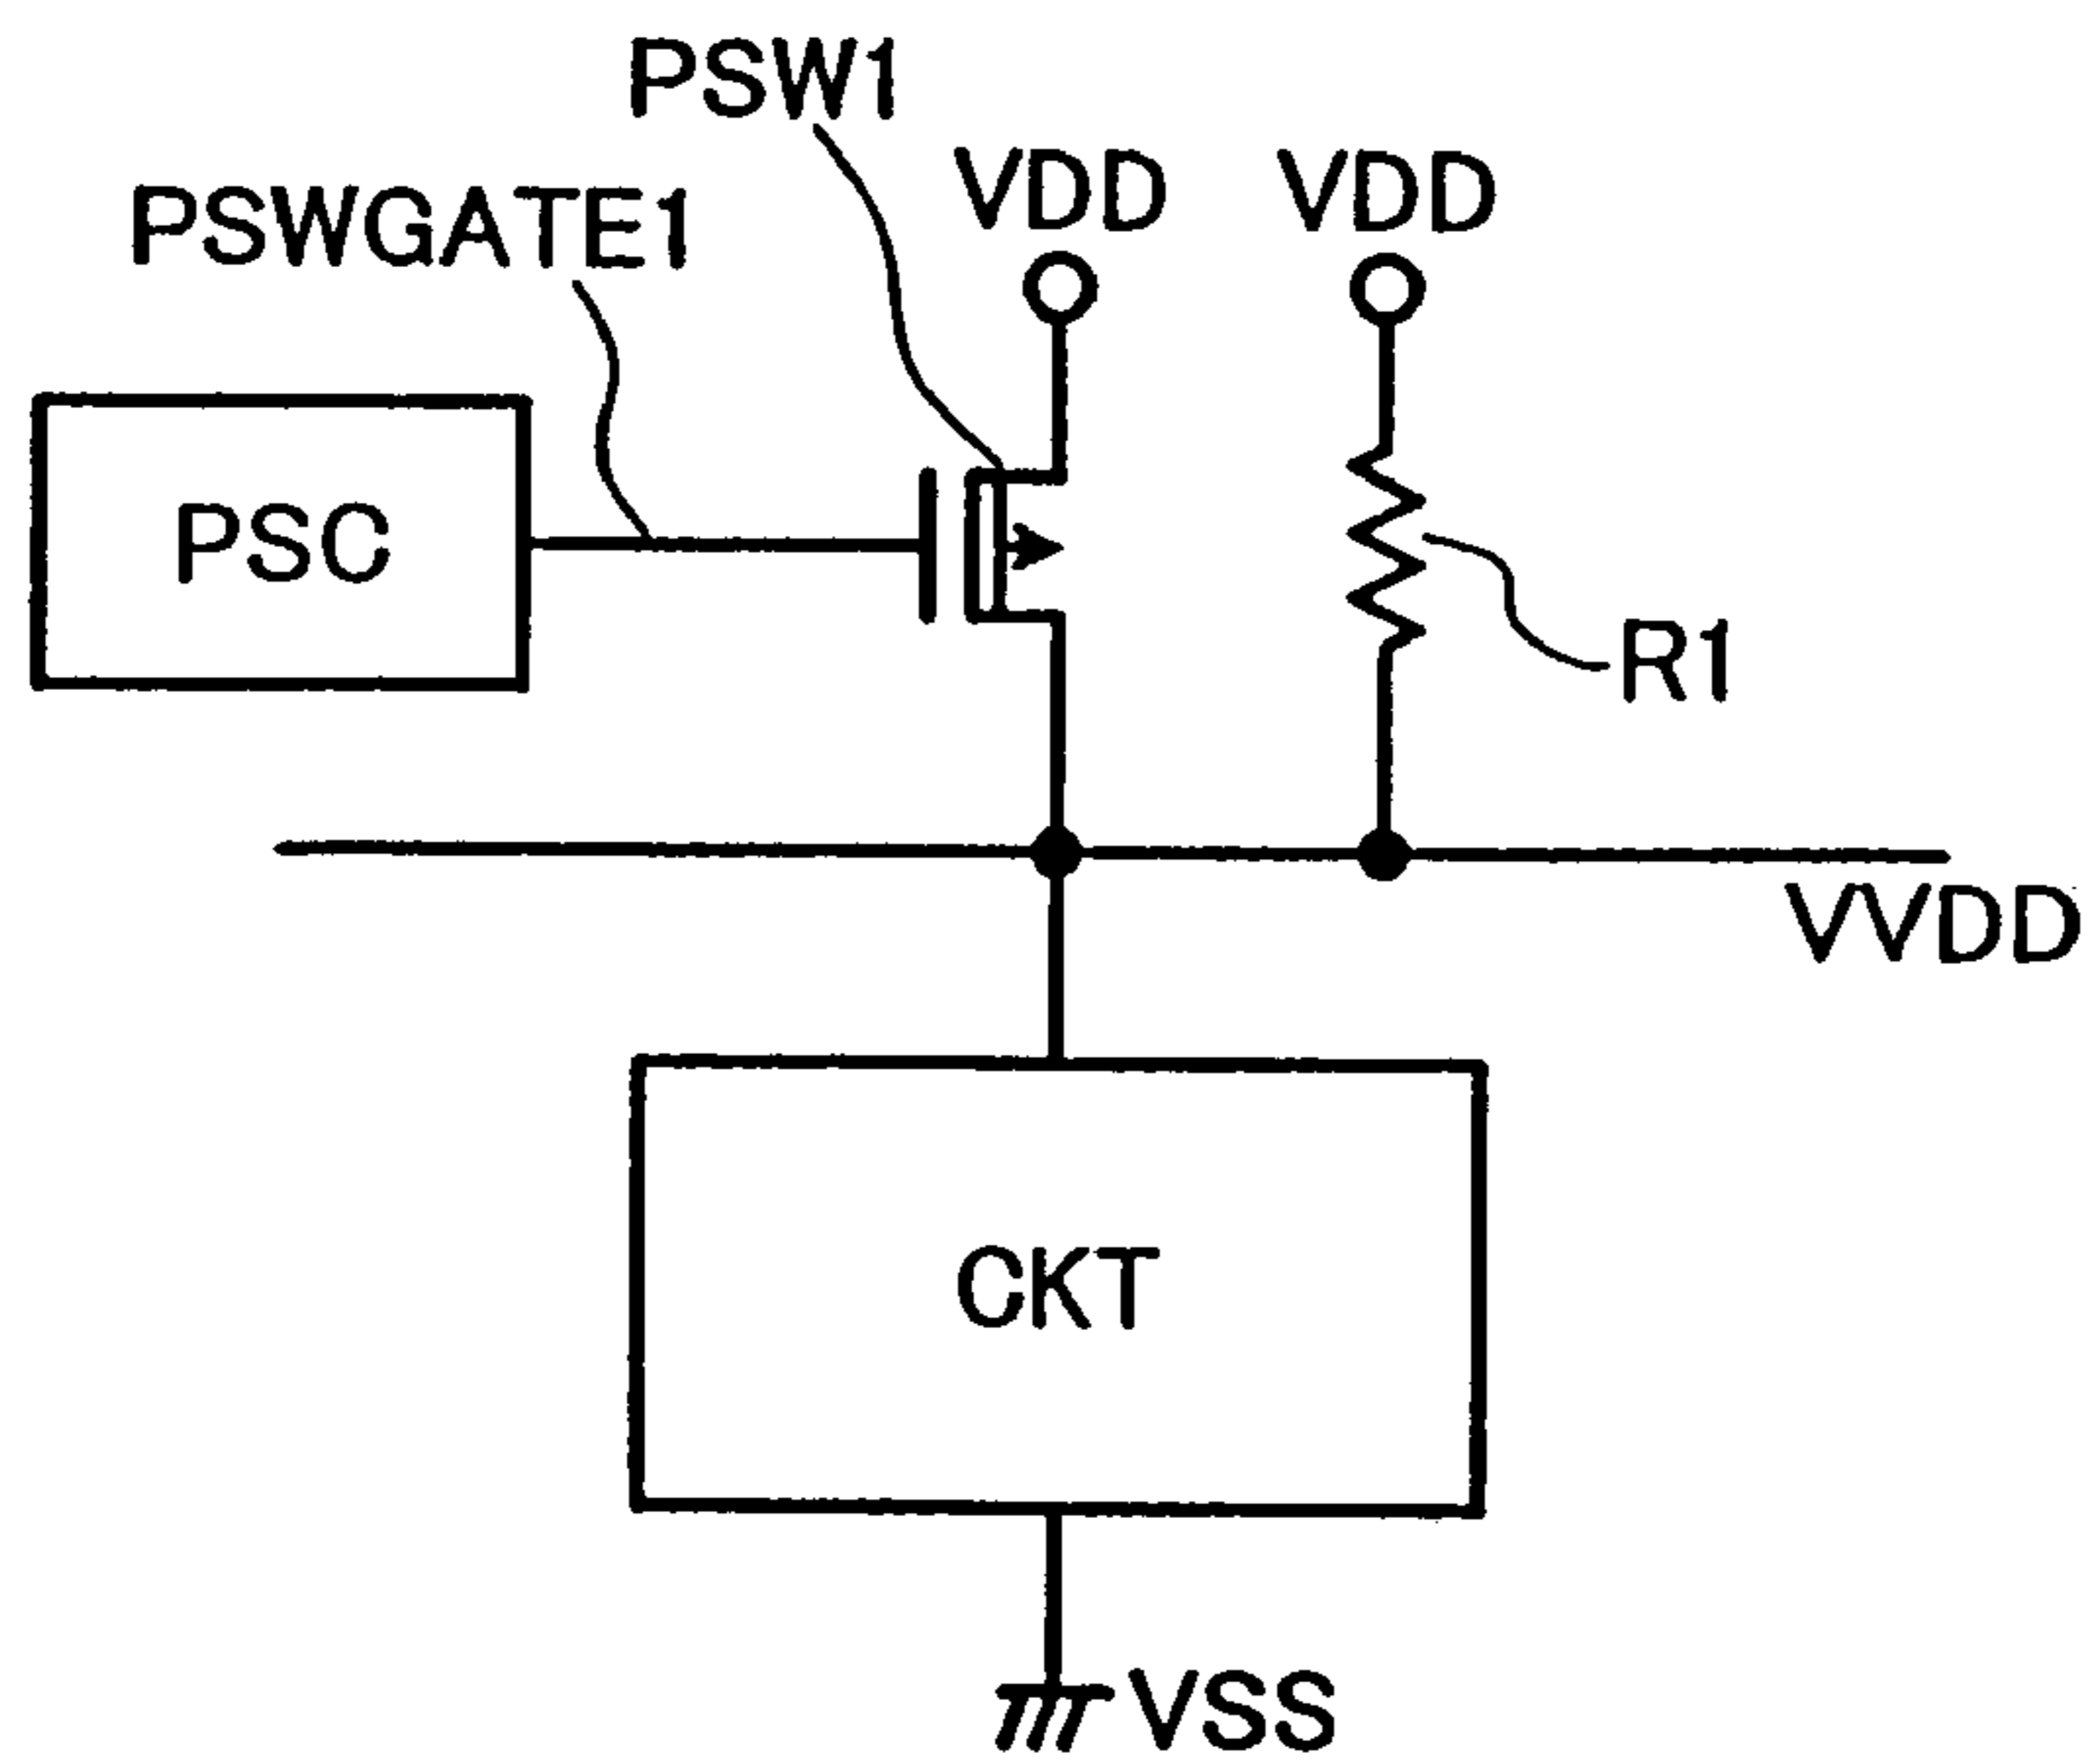 PSW1
VDD
VDD
PSWGATE1
PSC
R1
VVDD
CKT
VSS